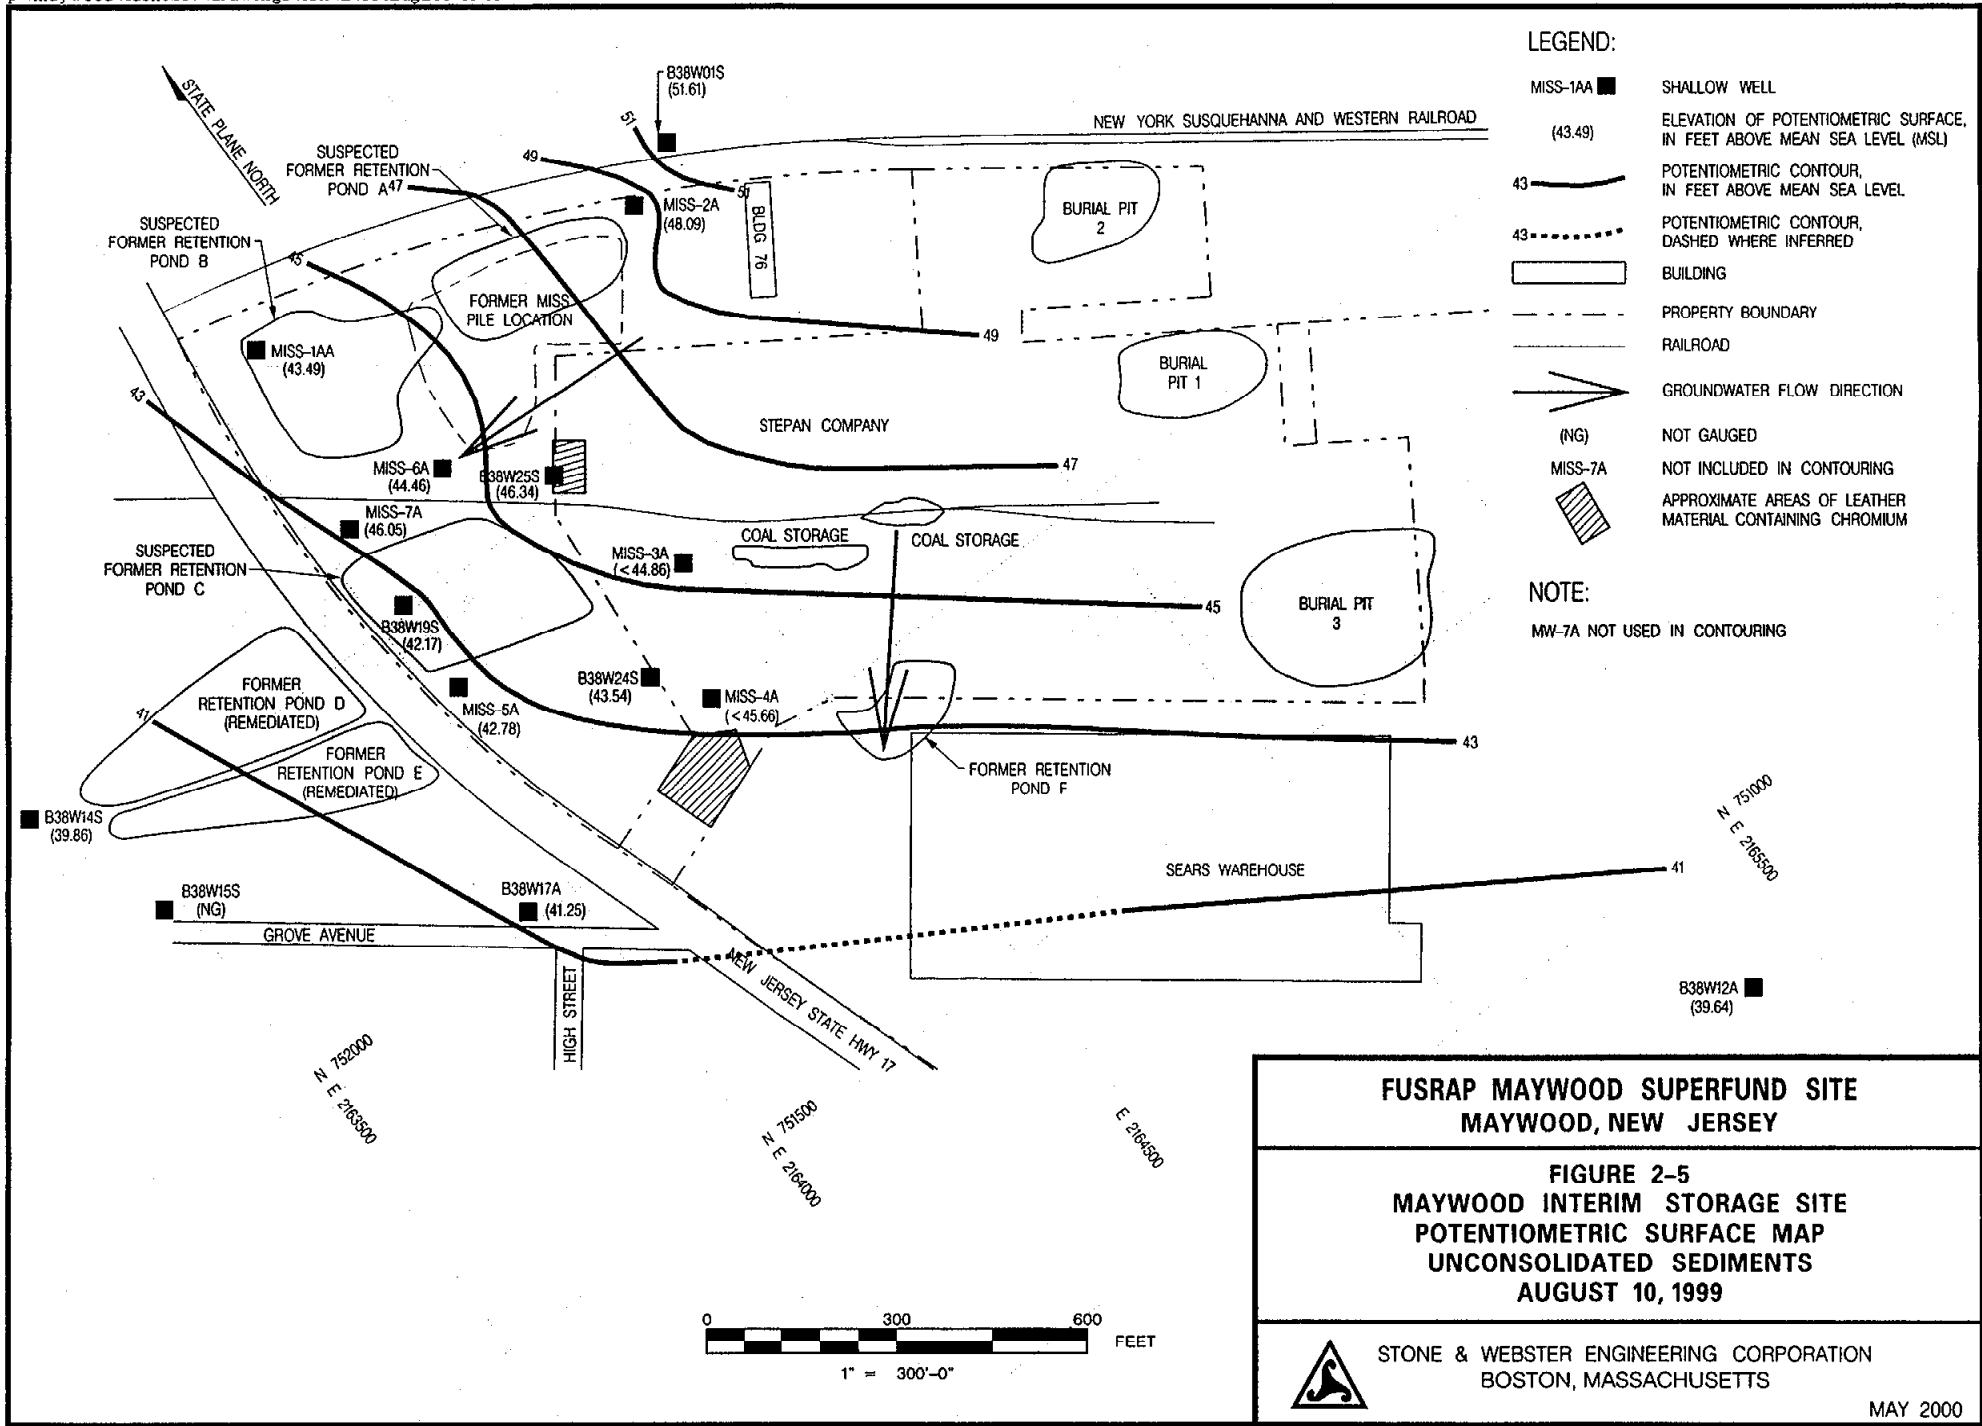 B38W01S
(51.61)
STATE PLANE NORTH
SUSPECTED
FORMER RETENTION
POND A
47
49
51
51
NEW YORK SUSQUEHANNA AND WESTERN RAILROAD
MISS-2A
(48.09)
BLDG 76
BURIAL PIT
2
SUSPECTED
FORMER RETENTION
POND B
45
FORMER MISS
PILE LOCATION
49
MISS-1AA
(43.49)
BURIAL
PIT 1
43
STEPAN COMPANY
47
MISS-6A
(44.46)
B38W25S
(46.34)
MISS-7A
(46.05)
COAL STORAGE
COAL STORAGE
SUSPECTED
FORMER RETENTION
POND C
MISS-3A
(<44.86)
45
BURIAL PIT
3
B38W19S
(42.17)
B38W24S
(43.54)
MISS-4A
(<45.66)
FORMER
RETENTION POND D
(REMEDIATED)
MISS-5A
(42.78)
41
43
FORMER
RETENTION POND E
(REMEDIATED)
FORMER RETENTION
POND F
B38W14S
(39.86)
SEARS WAREHOUSE
41
B38W15S
(NG)
B38W17A
(41.25)
GROVE AVENUE
HIGH STREET
NEW JERSEY STATE HWY 17
B38W12A
(39.64)
N 751000
E 2165500
N 752000
E 2163500
N 751500
E 2164000
E 2164500
LEGEND:
MISS-1AA
SHALLOW WELL
(43.49)
ELEVATION OF POTENTIOMETRIC SURFACE,
IN FEET ABOVE MEAN SEA LEVEL (MSL)
43
POTENTIOMETRIC CONTOUR,
IN FEET ABOVE MEAN SEA LEVEL
43
POTENTIOMETRIC CONTOUR,
DASHED WHERE INFERRED
BUILDING
PROPERTY BOUNDARY
RAILROAD
GROUNDWATER FLOW DIRECTION
(NG)
NOT GAUGED
MISS-7A
NOT INCLUDED IN CONTOURING
APPROXIMATE AREAS OF LEATHER
MATERIAL CONTAINING CHROMIUM
NOTE:
MW-7A NOT USED IN CONTOURING
0 300 600
FEET
1" = 300'-0"
FUSRAP MAYWOOD SUPERFUND SITE
MAYWOOD, NEW JERSEY
FIGURE 2-5
MAYWOOD INTERIM STORAGE SITE
POTENTIOMETRIC SURFACE MAP
UNCONSOLIDATED SEDIMENTS
AUGUST 10, 1999
STONE & WEBSTER ENGINEERING CORPORATION
BOSTON, MASSACHUSETTS
MAY 2000